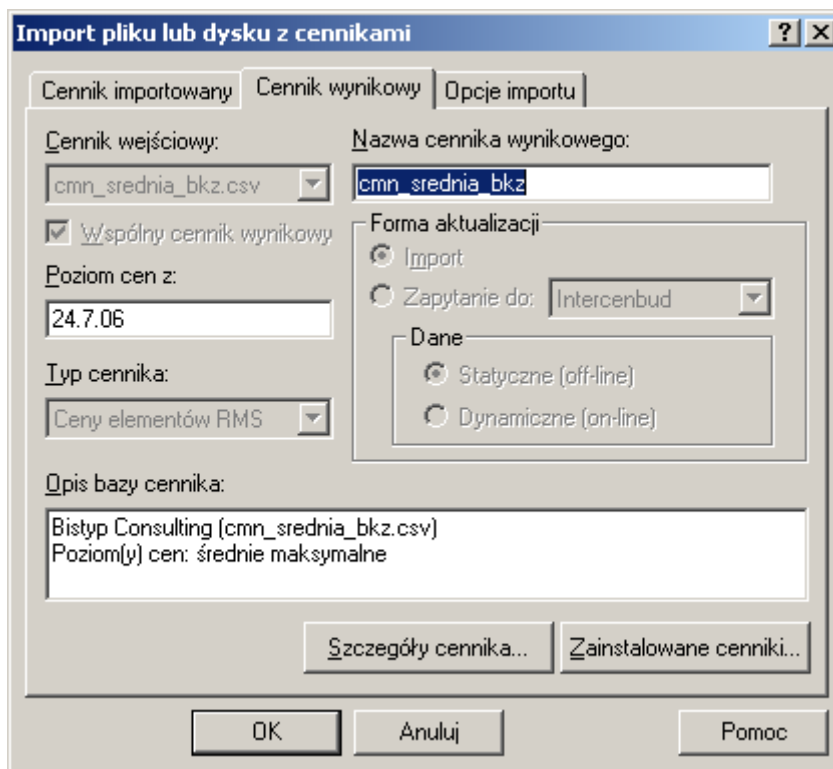 Import pliku lub dysku z cennikami
Cennik importowany
Cennik wynikowy
Opcje importu
Cennik wejściowy:
cmn_srednia_bkz.csv
Wspólny cennik wynikowy
Poziom cen z:
24.7.06
Typ cennika:
Ceny elementów RMS
Nazwa cennika wynikowego:
cmn_srednia_bkz
Forma aktualizacji
Import
Zapytanie do:
Intercenbud
Dane
Statyczne (off-line)
Dynamiczne (on-line)
Opis bazy cennika:
Bistyp Consulting (cmn_srednia_bkz.csv)
Poziom(y) cen: średnie maksymalne
Szczegóły cennika...
Zainstalowane cenniki...
OK
Anuluj
Pomoc